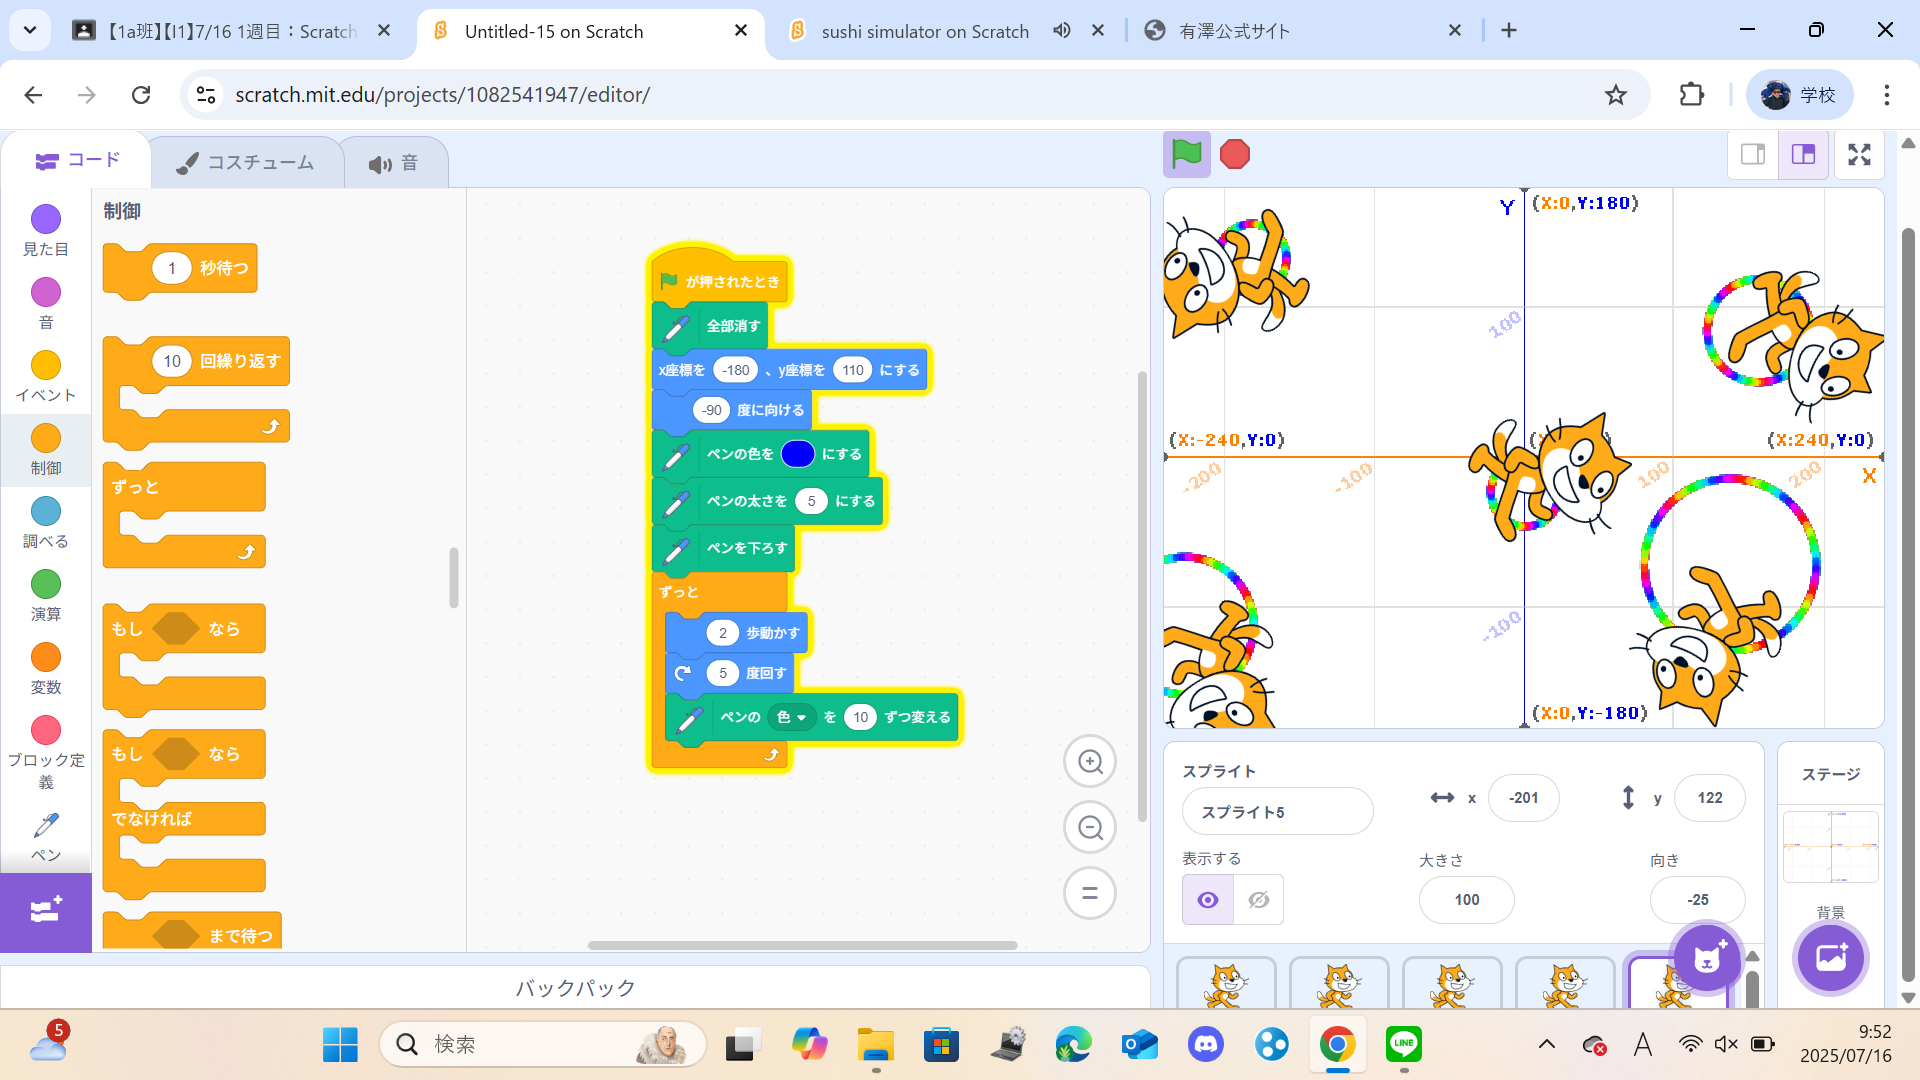 【1a班】【I1】7/16 1週目：Scratch
Untitled-15 on Scratch
sushi simulator on Scratch
有澤公式サイト
scratch.mit.edu/projects/1082541947/editor/
学校
コード
コスチューム
音
見た目
音
イベント
制御
調べる
演算
変数
ブロック定義
ペン
制御
1 秒待つ
10 回繰り返す
ずっと
もし なら
もし なら
でなければ
まで待つ
が押されたとき
全部消す
x座標を -180 、y座標を 110 にする
-90 度に向ける
ペンの色を にする
ペンの太さを 5 にする
ペンを下ろす
ずっと
2 歩動かす
5 度回す
ペンの 色 を 10 ずつ変える
バックパック
Y (X:0,Y:180)
100
(X:-240,Y:0)
(X:240,Y:0)
-200
-100
100
200
X
-100
(X:0,Y:-180)
スプライト
スプライト5
x -201
y 122
表示する
大きさ 100
向き -25
ステージ
背景
5
検索
LINE
A
9:52
2025/07/16